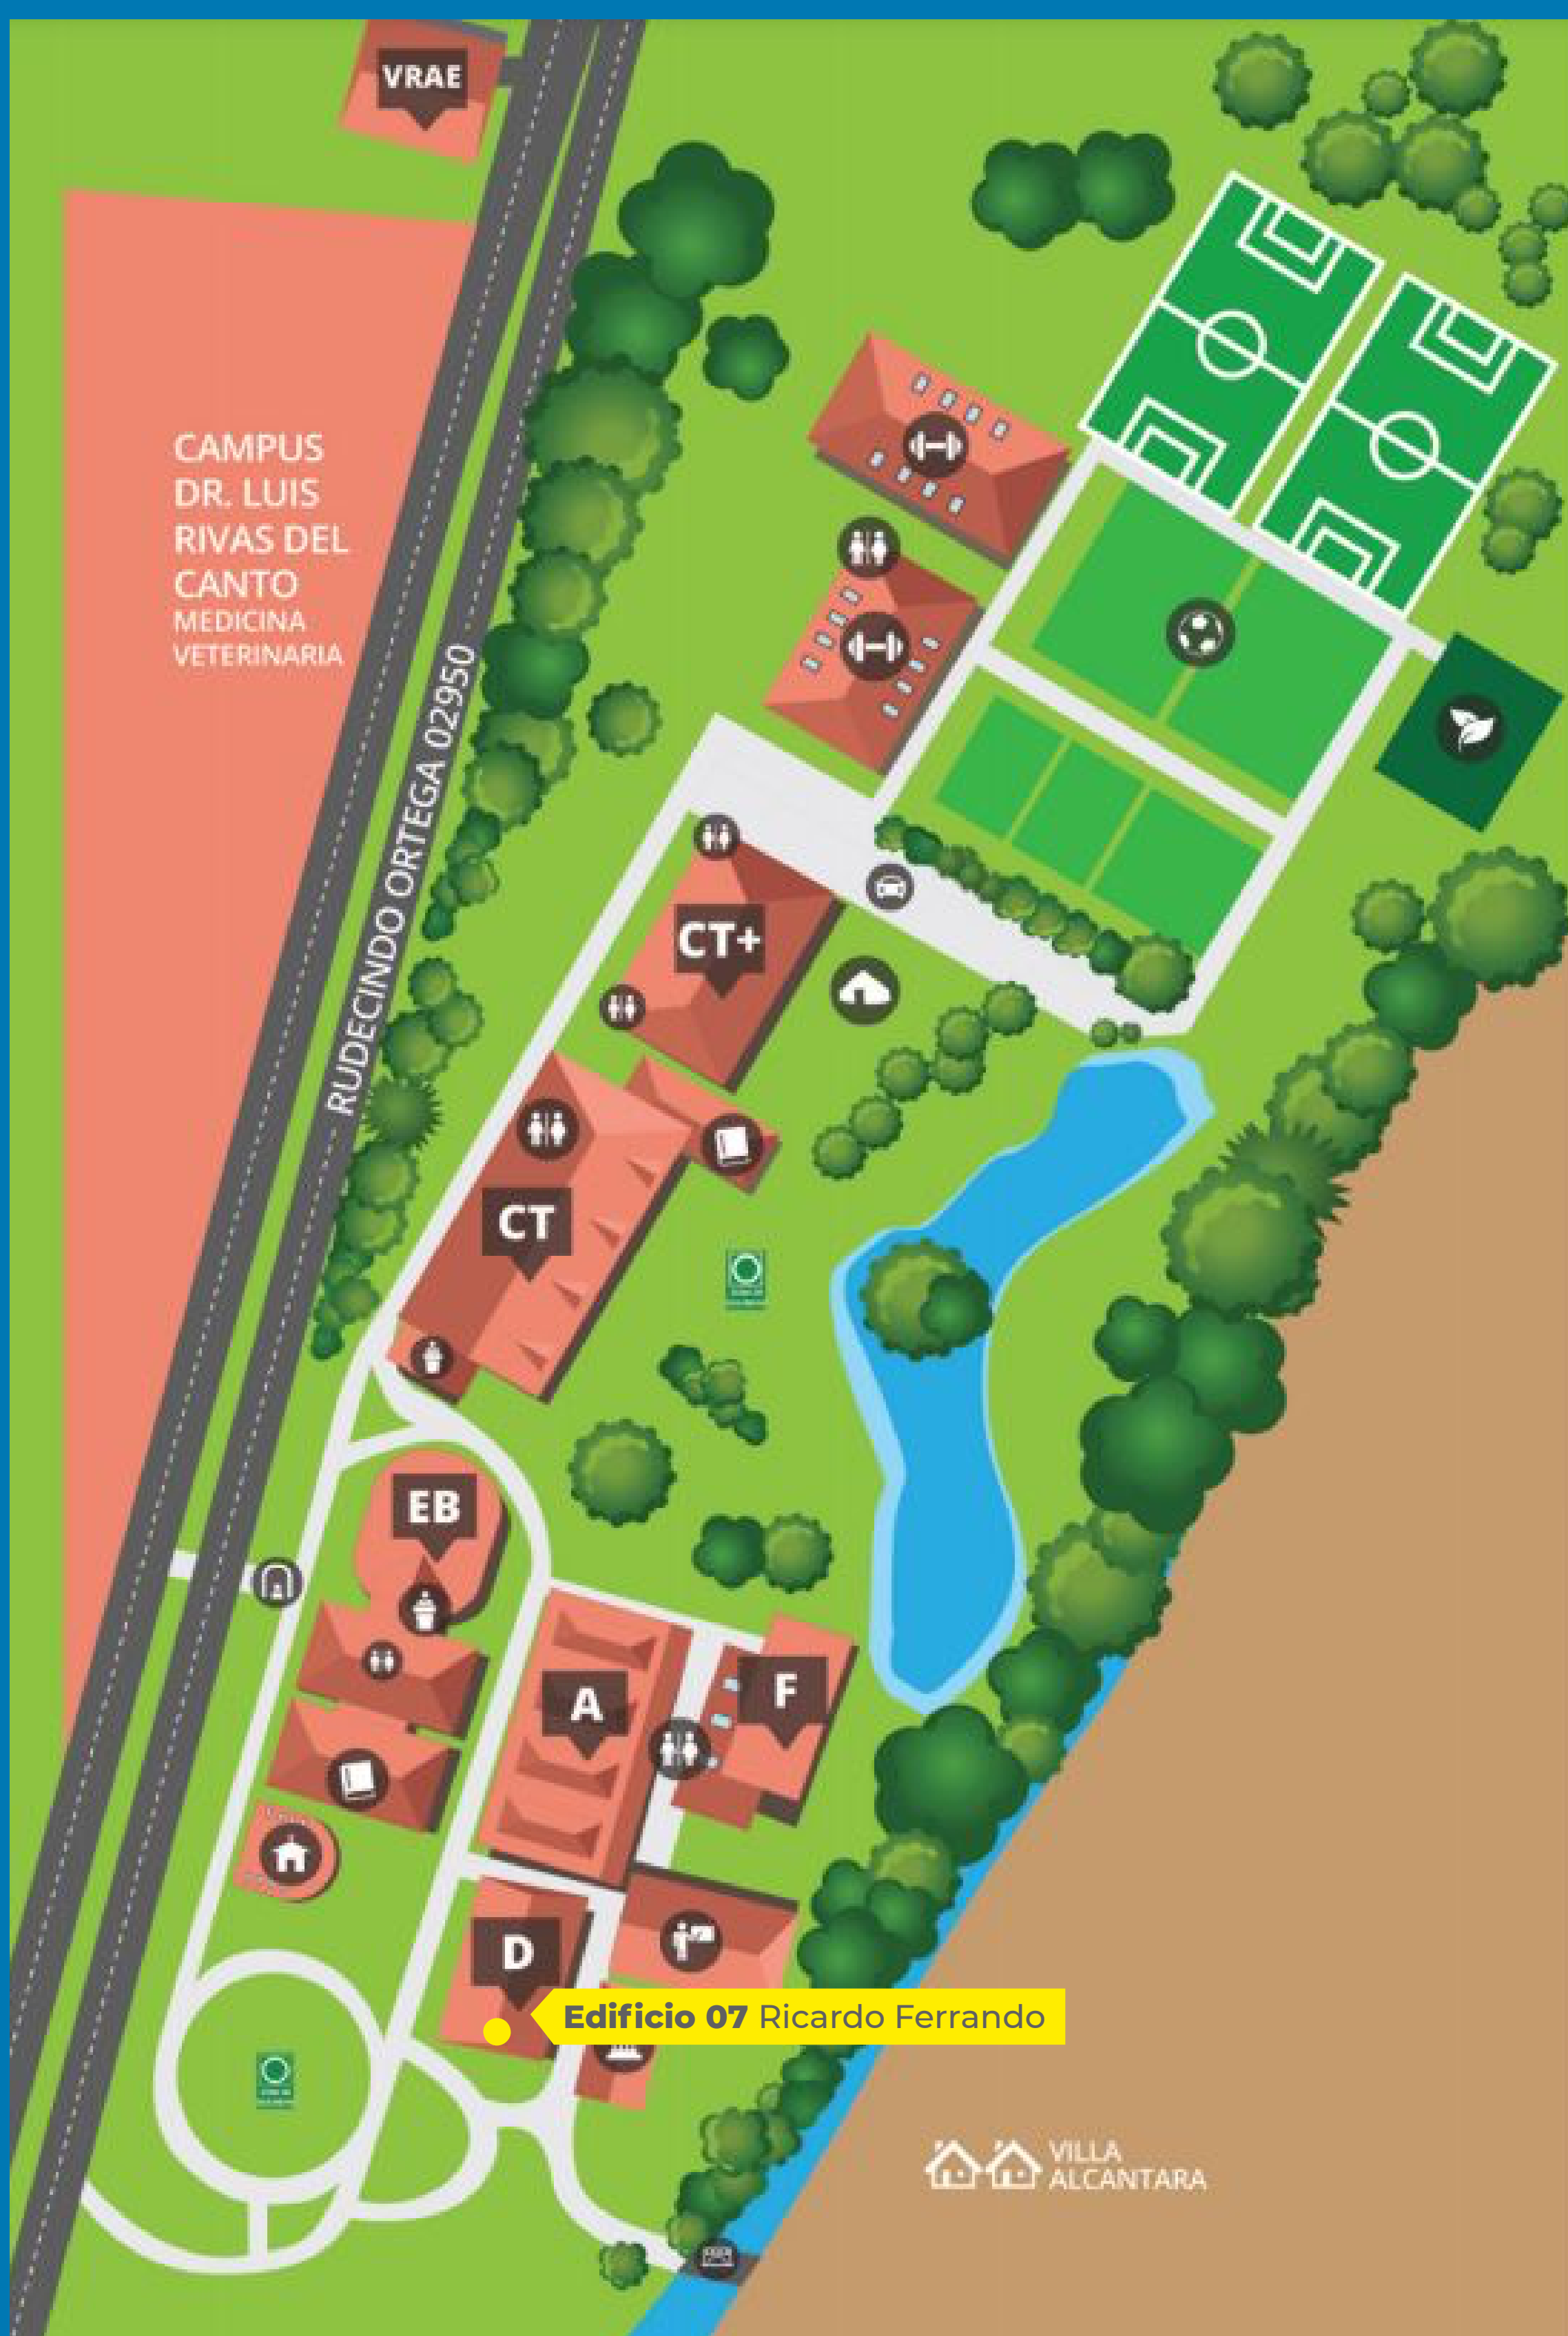 VRAE
CAMPUS
DR. LUIS
RIVAS DEL
CANTO
MEDICINA
VETERINARIA
RUDECINDO ORTEGA 02950
CT+
CT
EB
A
F
D
Edificio 07 Ricardo Ferrando
VILLA
ALCANTARA